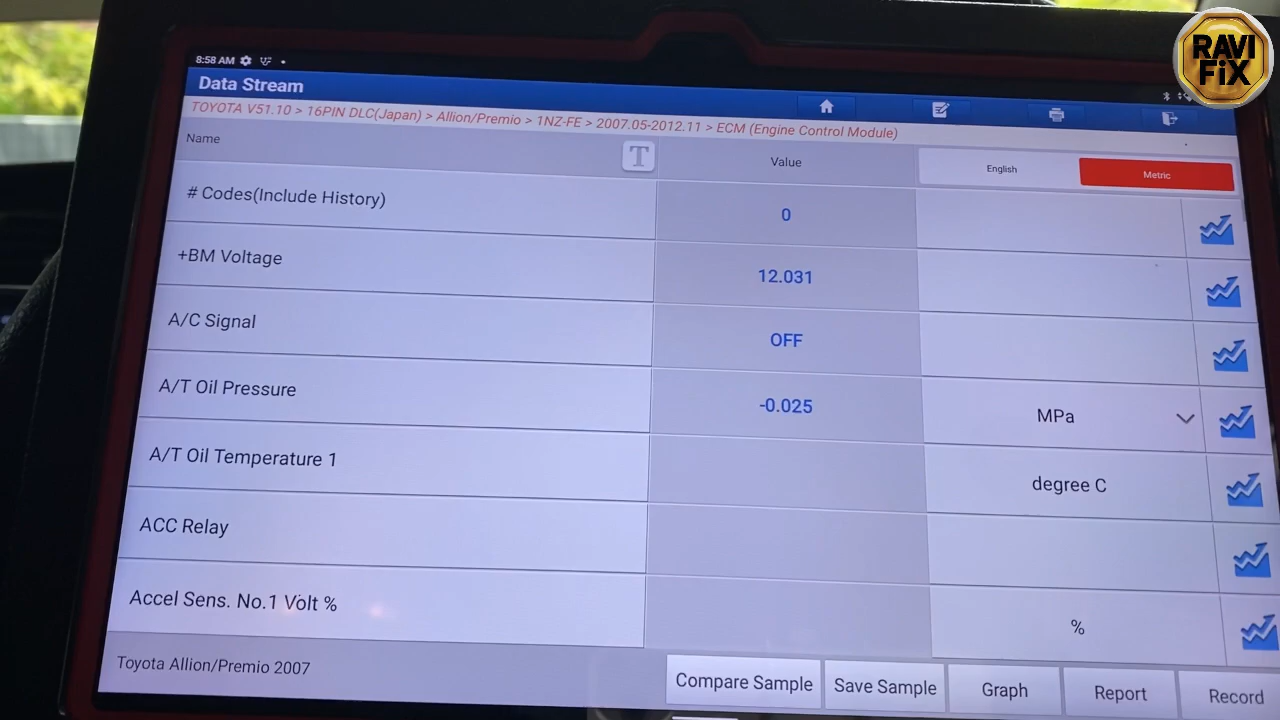 RAVI
FiX
8:58 AM
Data Stream
TOYOTA V51.10 > 16PIN DLC(Japan) > Allion/Premio > 1NZ-FE > 2007.05-2012.11 > ECM (Engine Control Module)
Name T Value English Metric
# Codes(Include History) 0
+BM Voltage 12.031
A/C Signal OFF
A/T Oil Pressure -0.025 MPa
A/T Oil Temperature 1 degree C
ACC Relay
Accel Sens. No.1 Volt % %
Toyota Allion/Premio 2007 Compare Sample Save Sample Graph Report Record